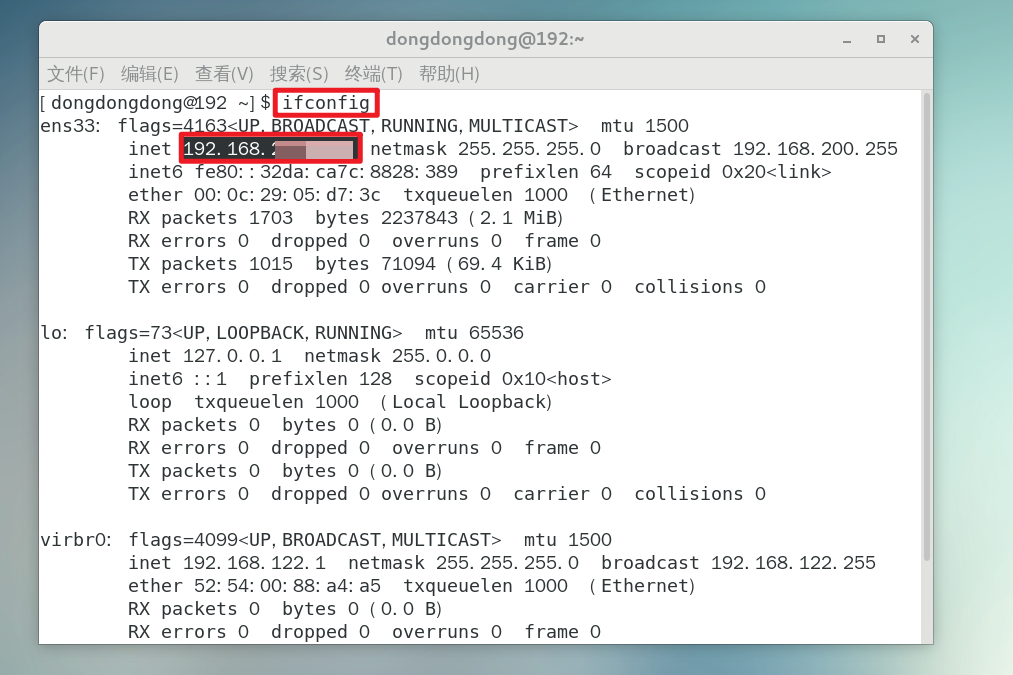 dongdongdong@192:~
文件(F) 编辑(E) 查看(V) 搜索(S) 终端(T) 帮助(H)
[dongdongdong@192 ~]$ ifconfig
ens33: flags=4163<UP,BROADCAST,RUNNING,MULTICAST> mtu 1500
inet 192.168. netmask 255.255.255.0 broadcast 192.168.200.255
inet6 fe80::32da:ca7c:8828:389 prefixlen 64 scopeid 0x20<link>
ether 00:0c:29:05:d7:3c txqueuelen 1000 (Ethernet)
RX packets 1703 bytes 2237843 (2.1 MiB)
RX errors 0 dropped 0 overruns 0 frame 0
TX packets 1015 bytes 71094 (69.4 KiB)
TX errors 0 dropped 0 overruns 0 carrier 0 collisions 0
lo: flags=73<UP,LOOPBACK,RUNNING> mtu 65536
inet 127.0.0.1 netmask 255.0.0.0
inet6 ::1 prefixlen 128 scopeid 0x10<host>
loop txqueuelen 1000 (Local Loopback)
RX packets 0 bytes 0 (0.0 B)
RX errors 0 dropped 0 overruns 0 frame 0
TX packets 0 bytes 0 (0.0 B)
TX errors 0 dropped 0 overruns 0 carrier 0 collisions 0
virbr0: flags=4099<UP,BROADCAST,MULTICAST> mtu 1500
inet 192.168.122.1 netmask 255.255.255.0 broadcast 192.168.122.255
ether 52:54:00:88:a4:a5 txqueuelen 1000 (Ethernet)
RX packets 0 bytes 0 (0.0 B)
RX errors 0 dropped 0 overruns 0 frame 0